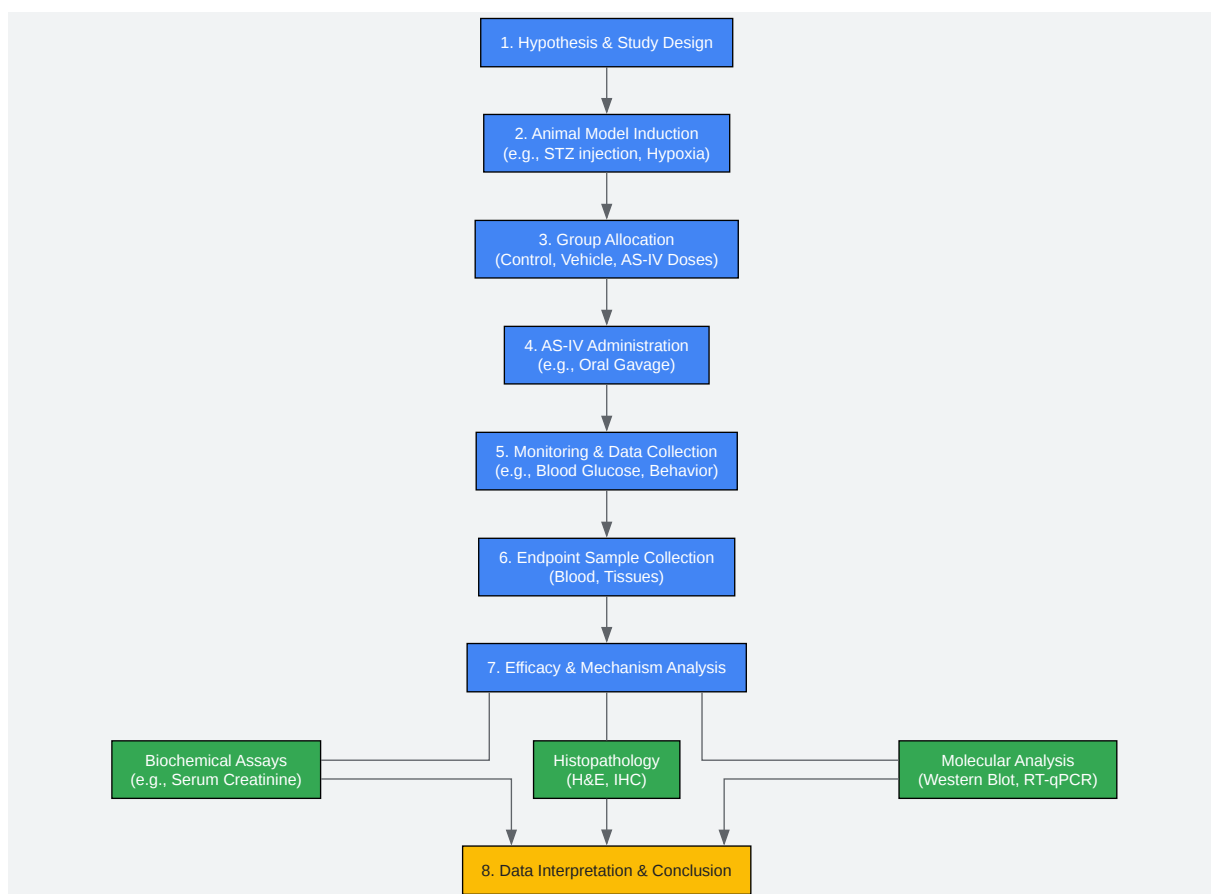 1. Hypothesis & Study Design
2. Animal Model Induction
(e.g., STZ injection, Hypoxia)
3. Group Allocation
(Control, Vehicle, AS-IV Doses)
4. AS-IV Administration
(e.g., Oral Gavage)
5. Monitoring & Data Collection
(e.g., Blood Glucose, Behavior)
6. Endpoint Sample Collection
(Blood, Tissues)
7. Efficacy & Mechanism Analysis
Biochemical Assays
(e.g., Serum Creatinine)
Histopathology
(H&E, IHC)
Molecular Analysis
(Western Blot, RT-qPCR)
8. Data Interpretation & Conclusion